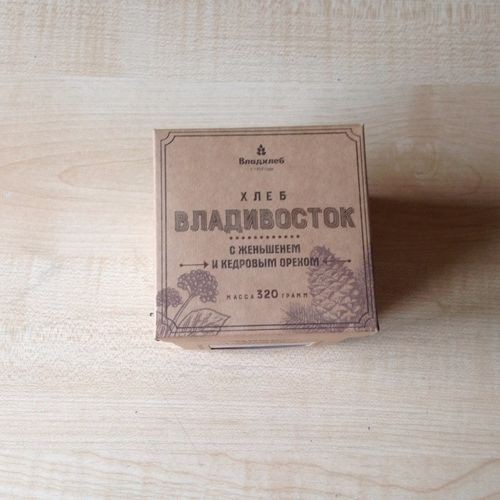 Владхлеб
ХЛЕБ
ВЛАДИВОСТОК
С ЖЕНЬШЕНЕМ
И КЕДРОВЫМ ОРЕХОМ
МАССА 320 ГРАММ